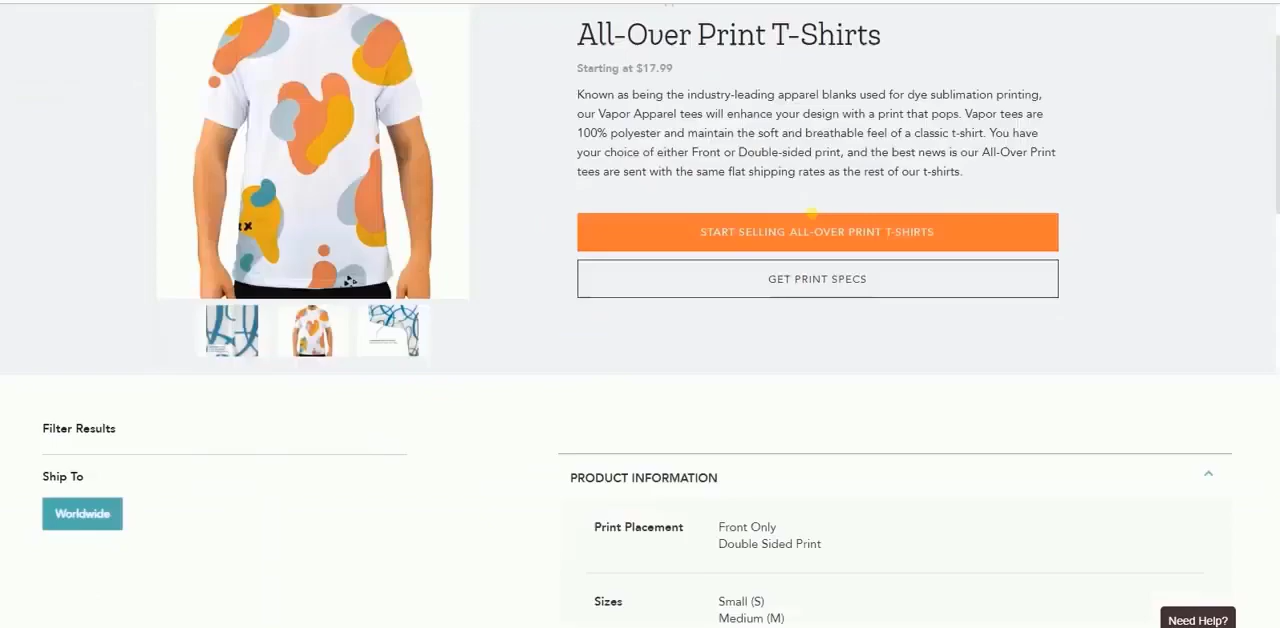 All-Over Print T-Shirts
Starting at $17.99
Known as being the industry-leading apparel blanks used for dye sublimation printing,
our Vapor Apparel tees will enhance your design with a print that pops. Vapor tees are
100% polyester and maintain the soft and breathable feel of a classic t-shirt. You have
your choice of either Front or Double-sided print, and the best news is our All-Over Print
tees are sent with the same flat shipping rates as the rest of our t-shirts.
START SELLING ALL-OVER PRINT T-SHIRTS
GET PRINT SPECS
Filter Results
Ship To
Worldwide
PRODUCT INFORMATION
Print Placement
Front Only
Double Sided Print
Sizes
Small (S)
Medium (M)
Need Help?